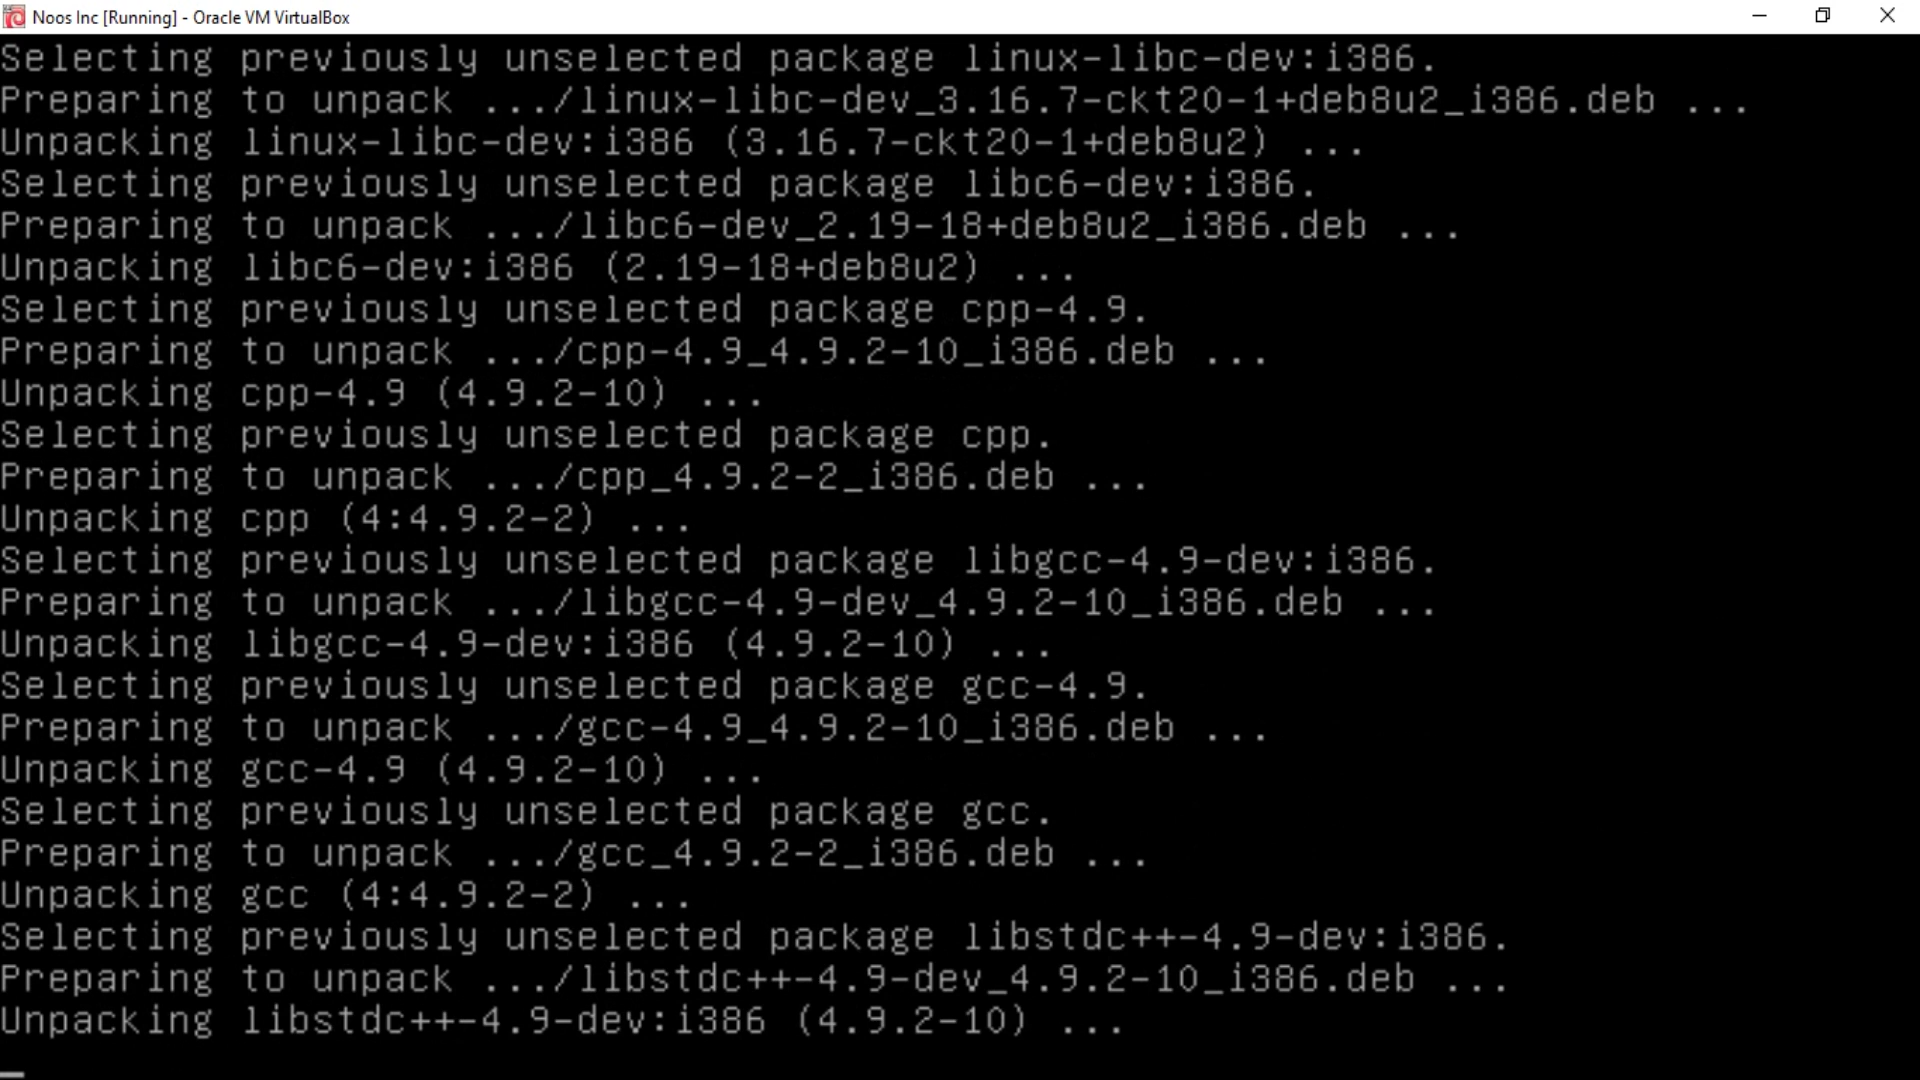 Noos Inc [Running] - Oracle VM VirtualBox
Selecting previously unselected package linux-libc-dev:i386.
Preparing to unpack .../linux-libc-dev_3.16.7-ckt20-1+deb8u2_i386.deb ...
Unpacking linux-libc-dev:i386 (3.16.7-ckt20-1+deb8u2) ...
Selecting previously unselected package libc6-dev:i386.
Preparing to unpack .../libc6-dev_2.19-18+deb8u2_i386.deb ...
Unpacking libc6-dev:i386 (2.19-18+deb8u2) ...
Selecting previously unselected package cpp-4.9.
Preparing to unpack .../cpp-4.9_4.9.2-10_i386.deb ...
Unpacking cpp-4.9 (4.9.2-10) ...
Selecting previously unselected package cpp.
Preparing to unpack .../cpp_4.9.2-2_i386.deb ...
Unpacking cpp (4:4.9.2-2) ...
Selecting previously unselected package libgcc-4.9-dev:i386.
Preparing to unpack .../libgcc-4.9-dev_4.9.2-10_i386.deb ...
Unpacking libgcc-4.9-dev:i386 (4.9.2-10) ...
Selecting previously unselected package gcc-4.9.
Preparing to unpack .../gcc-4.9_4.9.2-10_i386.deb ...
Unpacking gcc-4.9 (4.9.2-10) ...
Selecting previously unselected package gcc.
Preparing to unpack .../gcc_4.9.2-2_i386.deb ...
Unpacking gcc (4:4.9.2-2) ...
Selecting previously unselected package libstdc++-4.9-dev:i386.
Preparing to unpack .../libstdc++-4.9-dev_4.9.2-10_i386.deb ...
Unpacking libstdc++-4.9-dev:i386 (4.9.2-10) ...